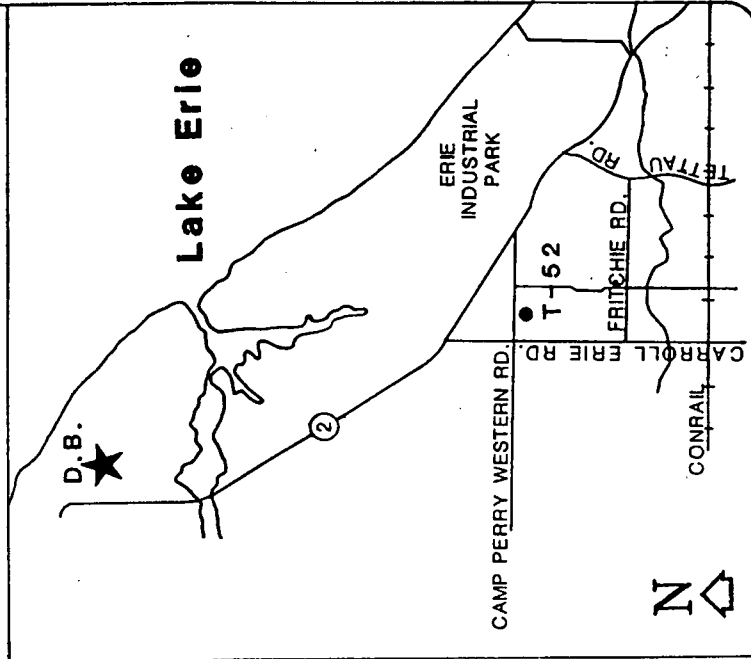 Lake Erie
D.B.
ERIE
INDUSTRIAL
PARK
2
CAMP PERRY WESTERN RD.
T-52
CARROLL ERIE RD.
FRITCHIE RD.
TETTAU
RD.
CONRAIL
N